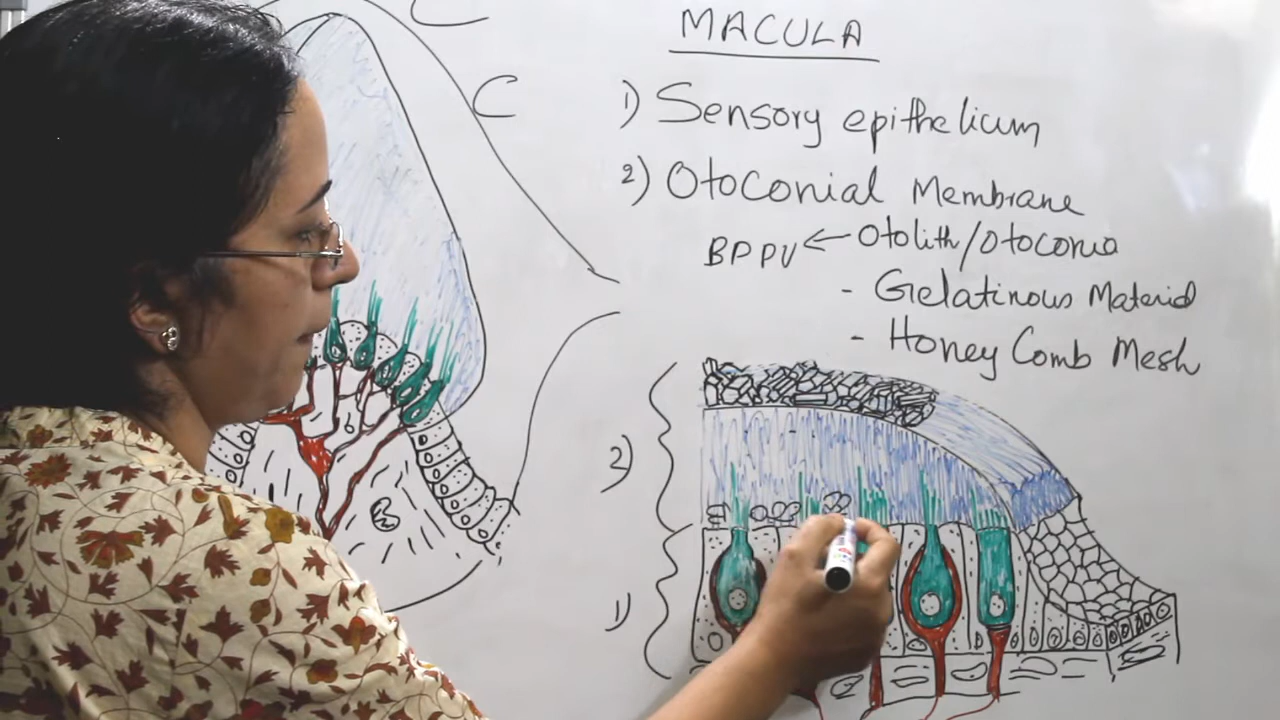 C
C
MACULA
1) Sensory epithelium
2) Otoconial Membrane
BPPV ← Otolith/Otoconia
- Gelatinous Material
- Honey Comb Mesh
2)
1)